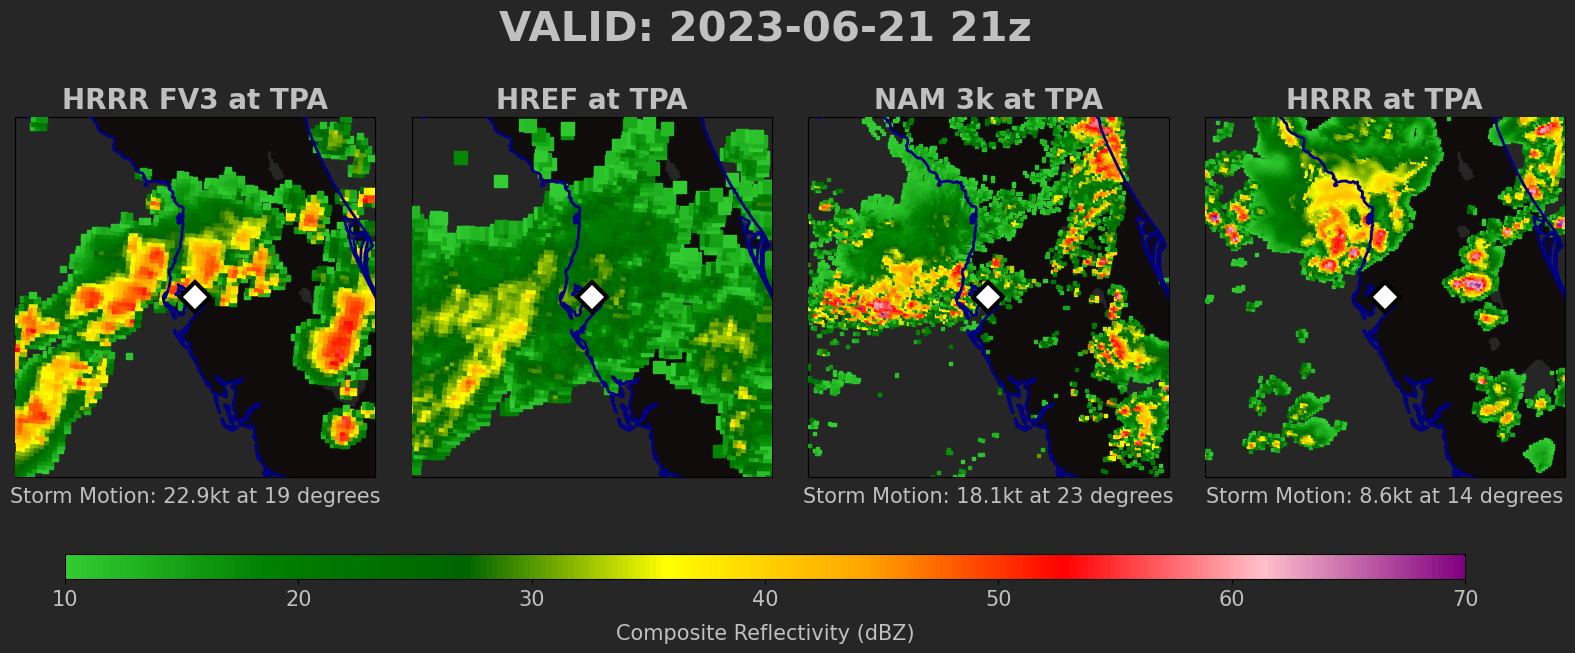 VALID: 2023-06-21 21z
HRRR FV3 at TPA
HREF at TPA
NAM 3k at TPA
HRRR at TPA
Storm Motion: 22.9kt at 19 degrees
Storm Motion: 18.1kt at 23 degrees
Storm Motion: 8.6kt at 14 degrees
10 20 30 40 50 60 70
Composite Reflectivity (dBZ)